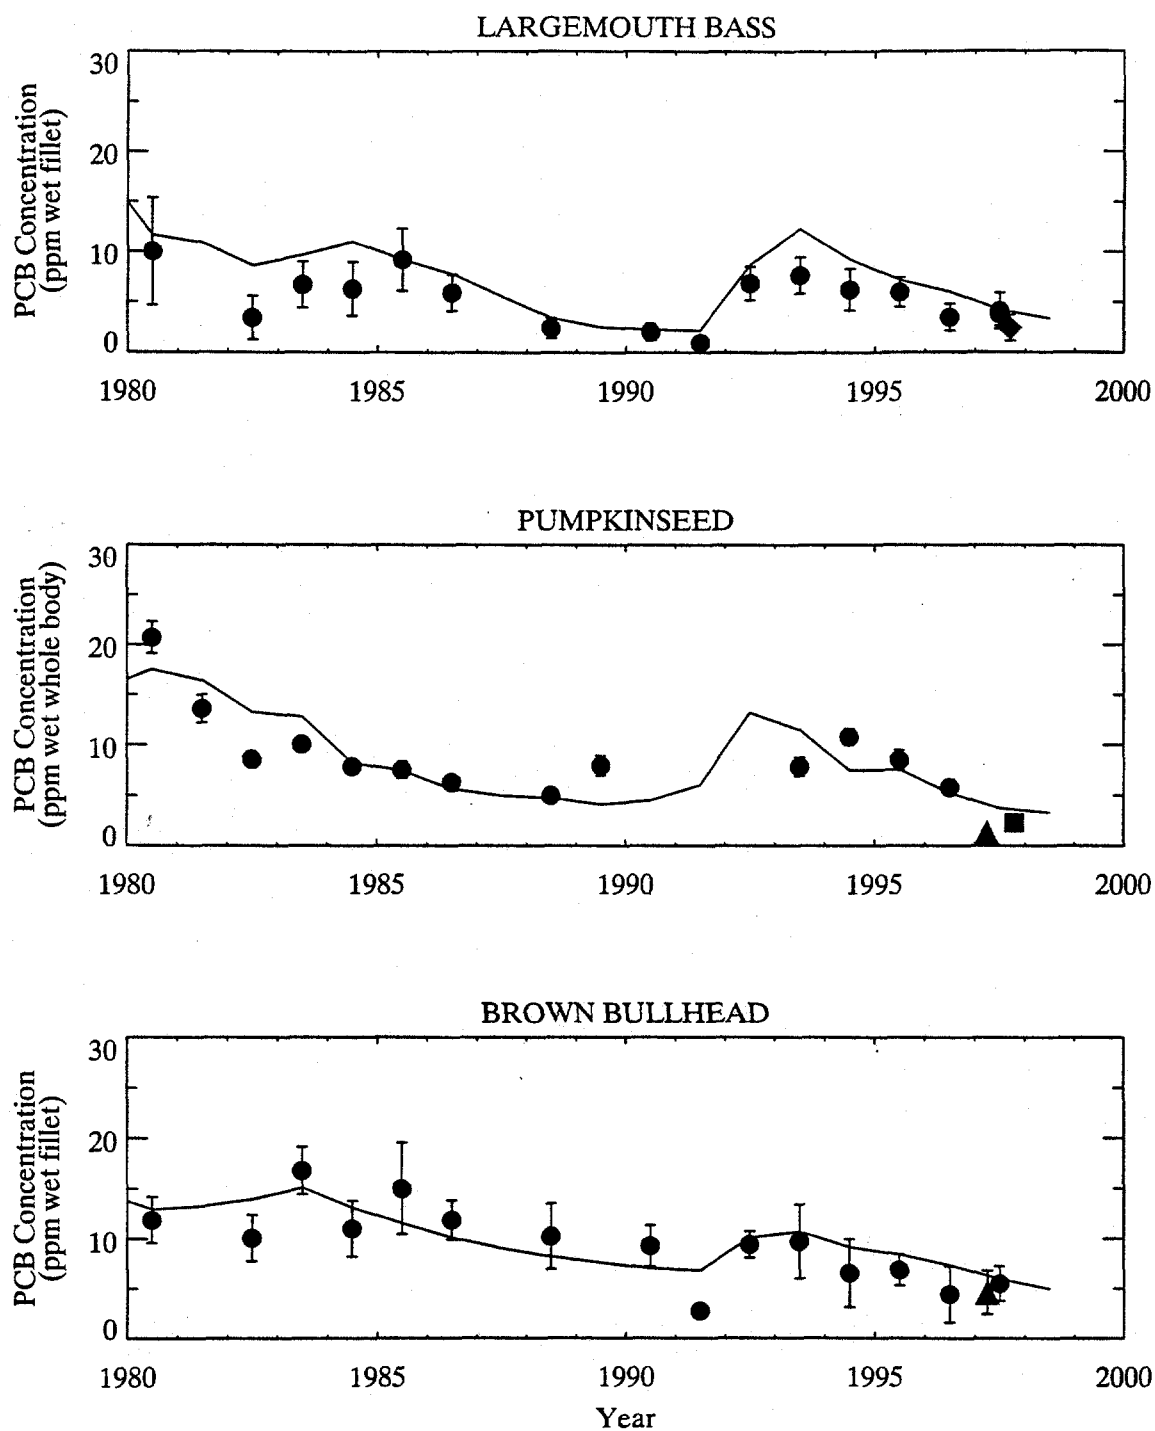 LARGEMOUTH BASS
PCB Concentration
(ppm wet fillet)
30
20
10
0
1980 1985 1990 1995 2000
PUMPKINSEED
PCB Concentration
(ppm wet whole body)
30
20
10
0
1980 1985 1990 1995 2000
BROWN BULLHEAD
PCB Concentration
(ppm wet fillet)
30
20
10
0
1980 1985 1990 1995 2000
Year